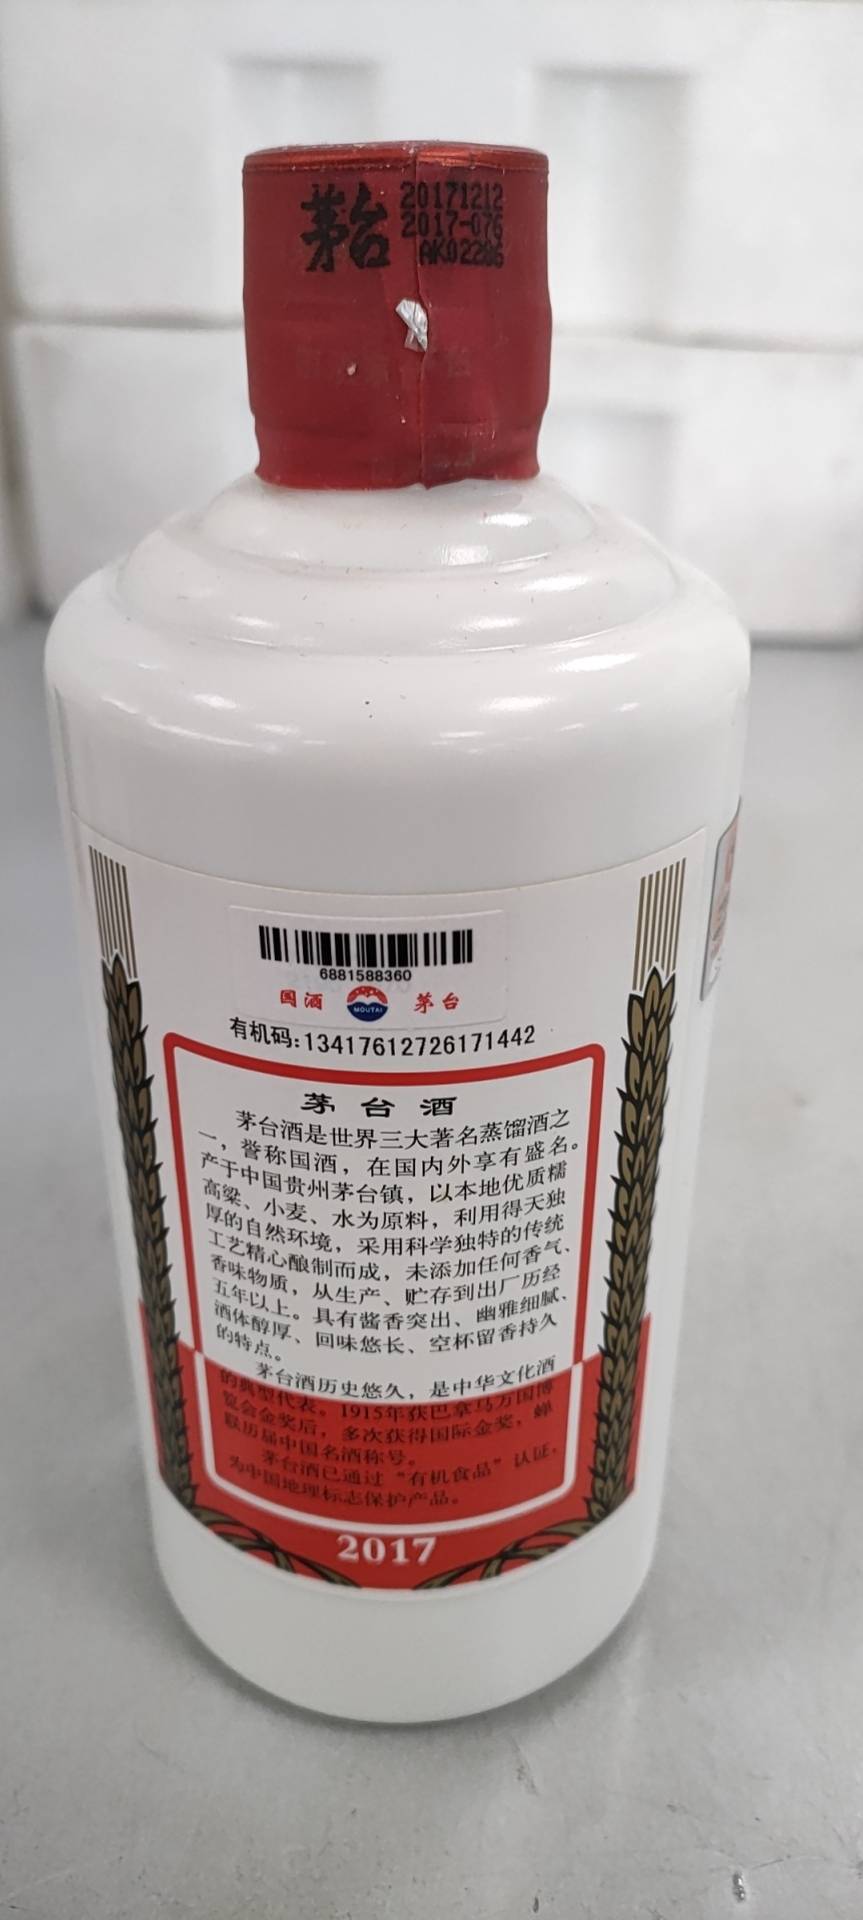 茅台
20171212
2017-076
AK02286
6881588360
国酒
MOUTAI
茅台
有机码:13417612726171442
茅台酒
茅台酒是世界三大著名蒸馏酒之
一，誉称国酒，在国内外享有盛名。
产于中国贵州茅台镇，以本地优质糯
高粱、小麦、水为原料，利用得天独
厚的自然环境，采用科学独特的传统
工艺精心酿制而成，未添加任何香气、
香味物质，从生产、贮存到出厂历经
五年以上。具有酱香突出、幽雅细腻、
酒体醇厚、回味悠长、空杯留香持久
的特点。
茅台酒历史悠久，是中华文化酒
的典型代表。1915年获巴拿马万国博
览会金奖后，多次获得国际金奖，蝉
联历届中国名酒称号。
茅台酒已通过“有机食品”认证，
为中国地理标志保护产品。
2017